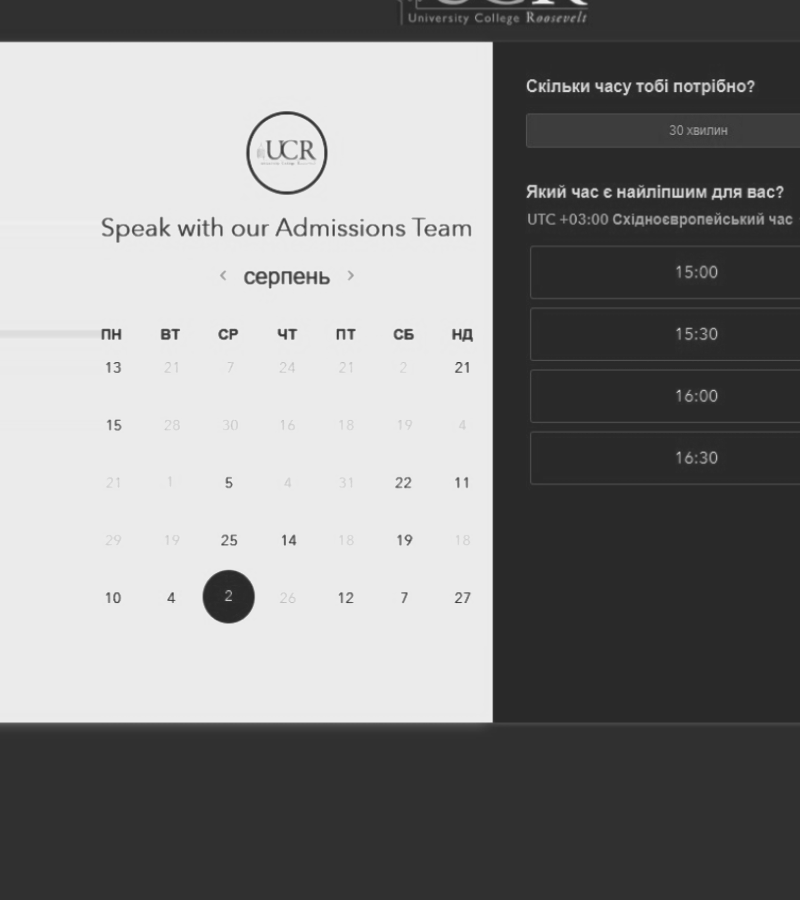 UCR
University College Roosevelt
UCR
Speak with our Admissions Team
< серпень >
ПН ВТ СР ЧТ ПТ СБ НД
13 21 7 24 21 2 21
15 28 30 16 18 19 4
21 1 5 4 31 22 11
29 19 25 14 18 19 18
10 4 2 26 12 7 27
Скільки часу тобі потрібно?
30 хвилин
Який час є найліпшим для вас?
UTC +03:00 Східноєвропейський час
15:00
15:30
16:00
16:30